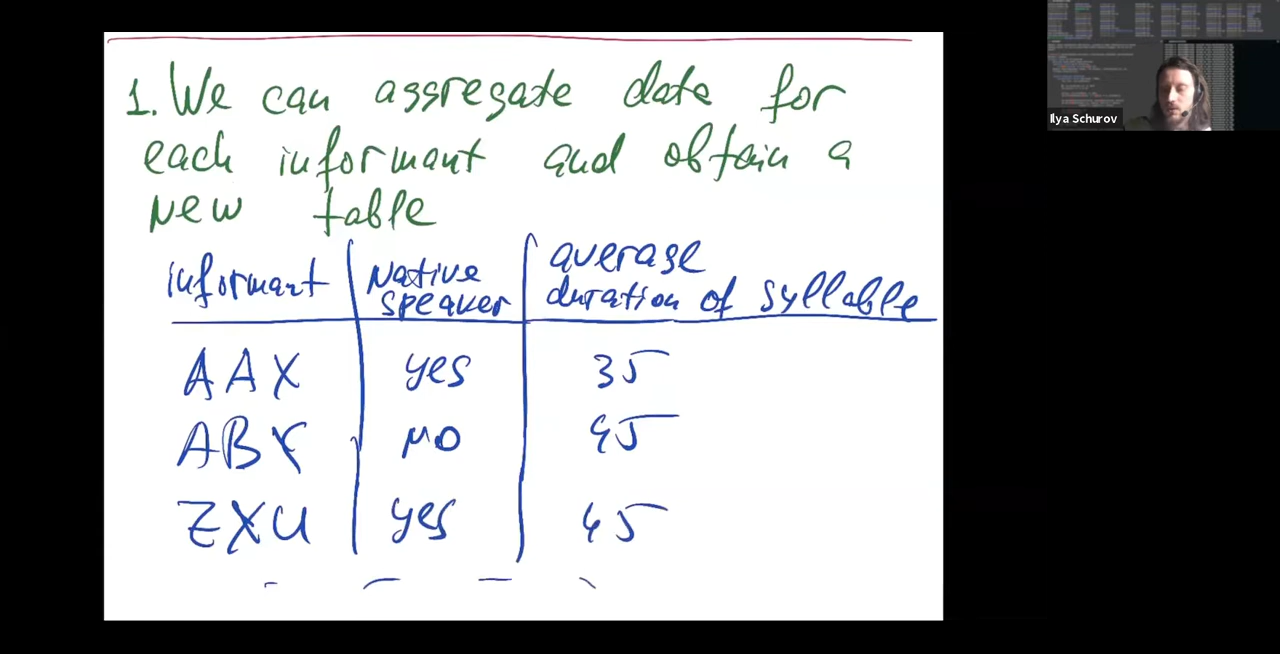 1. We can aggregate data for
each informant and obtain a
new table
informant | Native speaker | average duration of syllable
AAX | yes | 35
ABY | no | 45
ZXU | yes | 45
Ilya Schurov